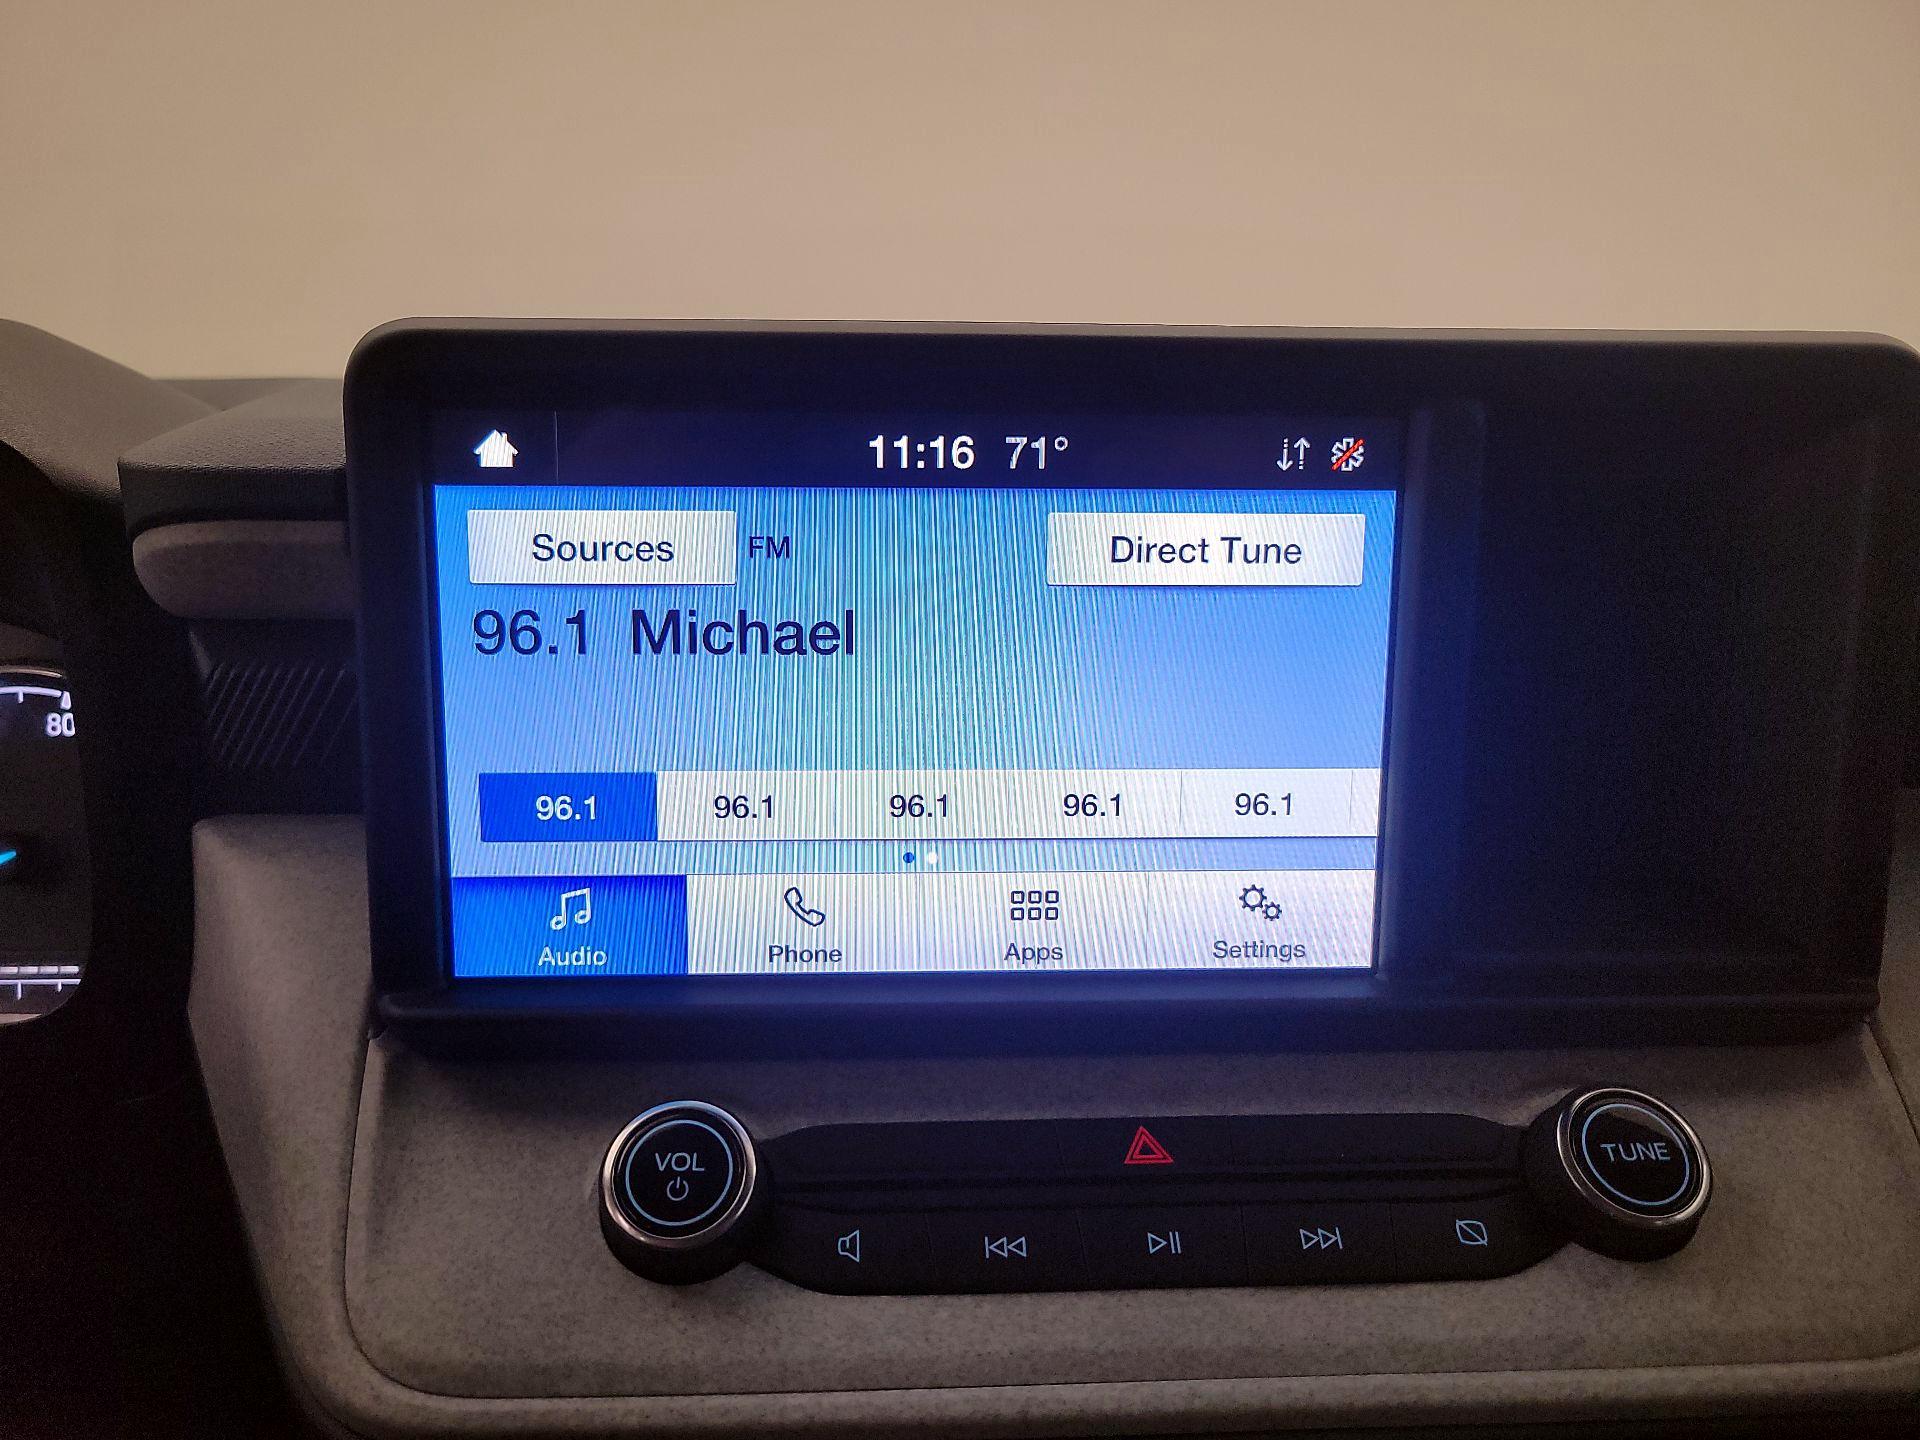 11:16 71°
Sources FM Direct Tune
96.1 Michael
80
96.1 96.1 96.1 96.1 96.1
Audio Phone Apps Settings
VOL
TUNE